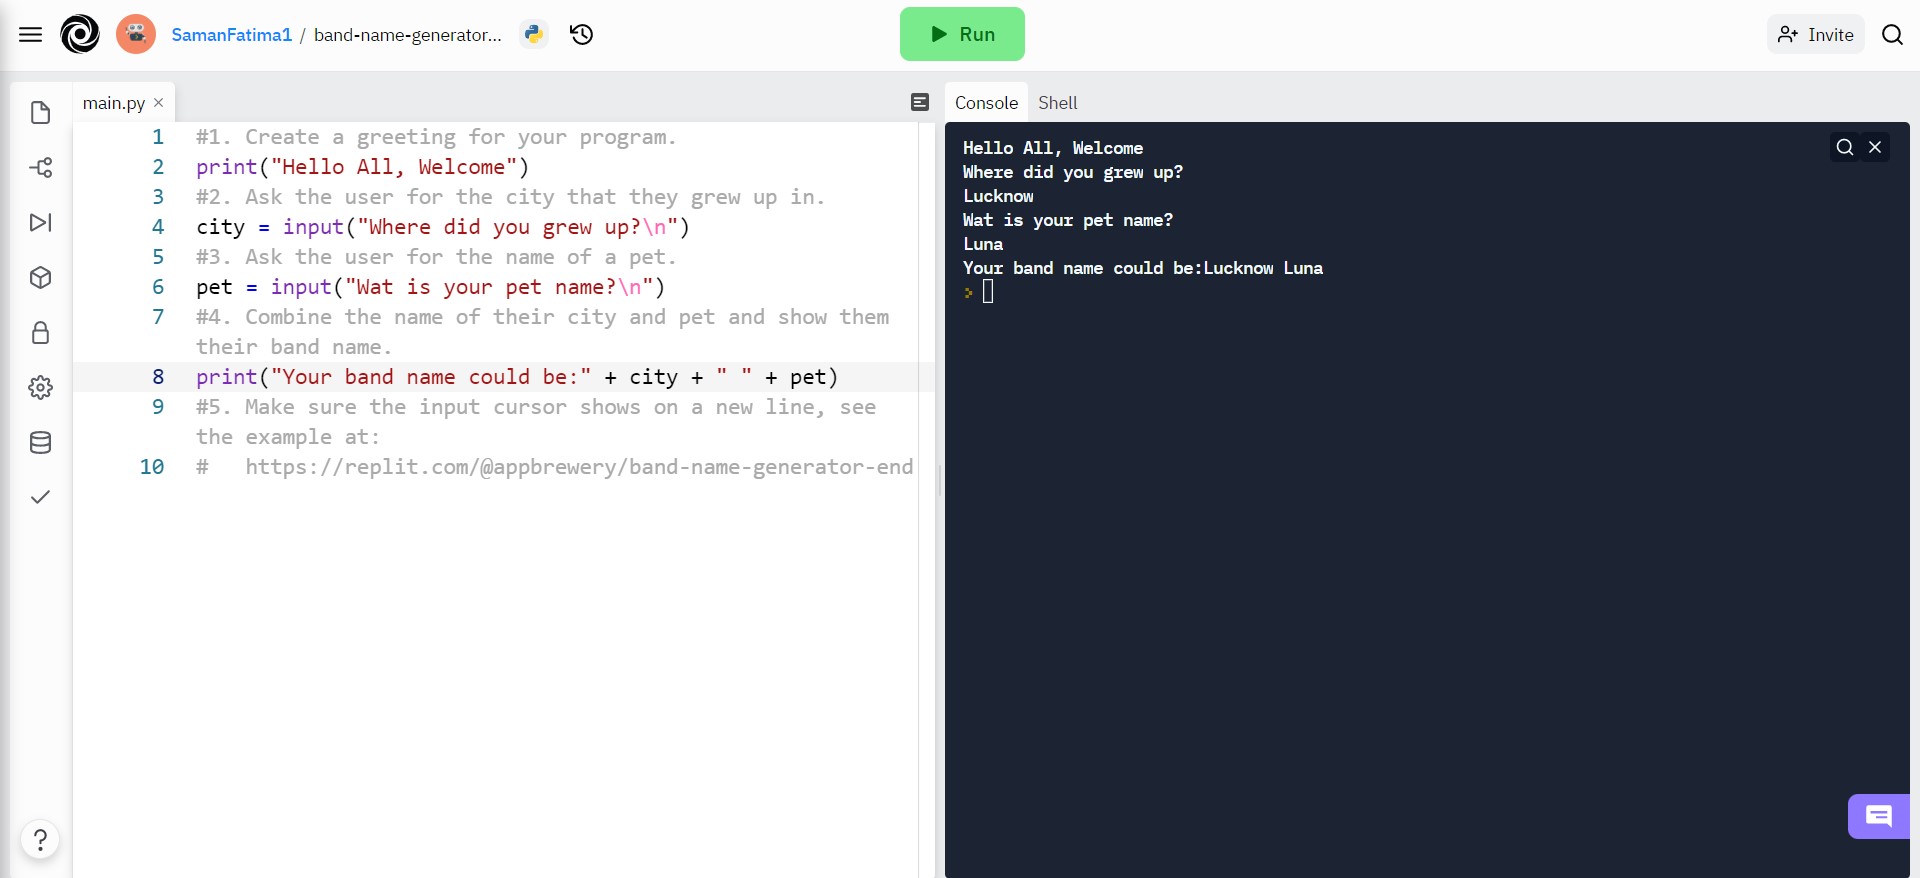 SamanFatima1 / band-name-generator...
Run
Invite
main.py ×
Console
Shell
1 #1. Create a greeting for your program.
2 print("Hello All, Welcome")
3 #2. Ask the user for the city that they grew up in.
4 city = input("Where did you grew up?\n")
5 #3. Ask the user for the name of a pet.
6 pet = input("Wat is your pet name?\n")
7 #4. Combine the name of their city and pet and show them
their band name.
8 print("Your band name could be:" + city + " " + pet)
9 #5. Make sure the input cursor shows on a new line, see
the example at:
10 #   https://replit.com/@appbrewery/band-name-generator-end
?
Hello All, Welcome
Where did you grew up?
Lucknow
Wat is your pet name?
Luna
Your band name could be:Lucknow Luna
>